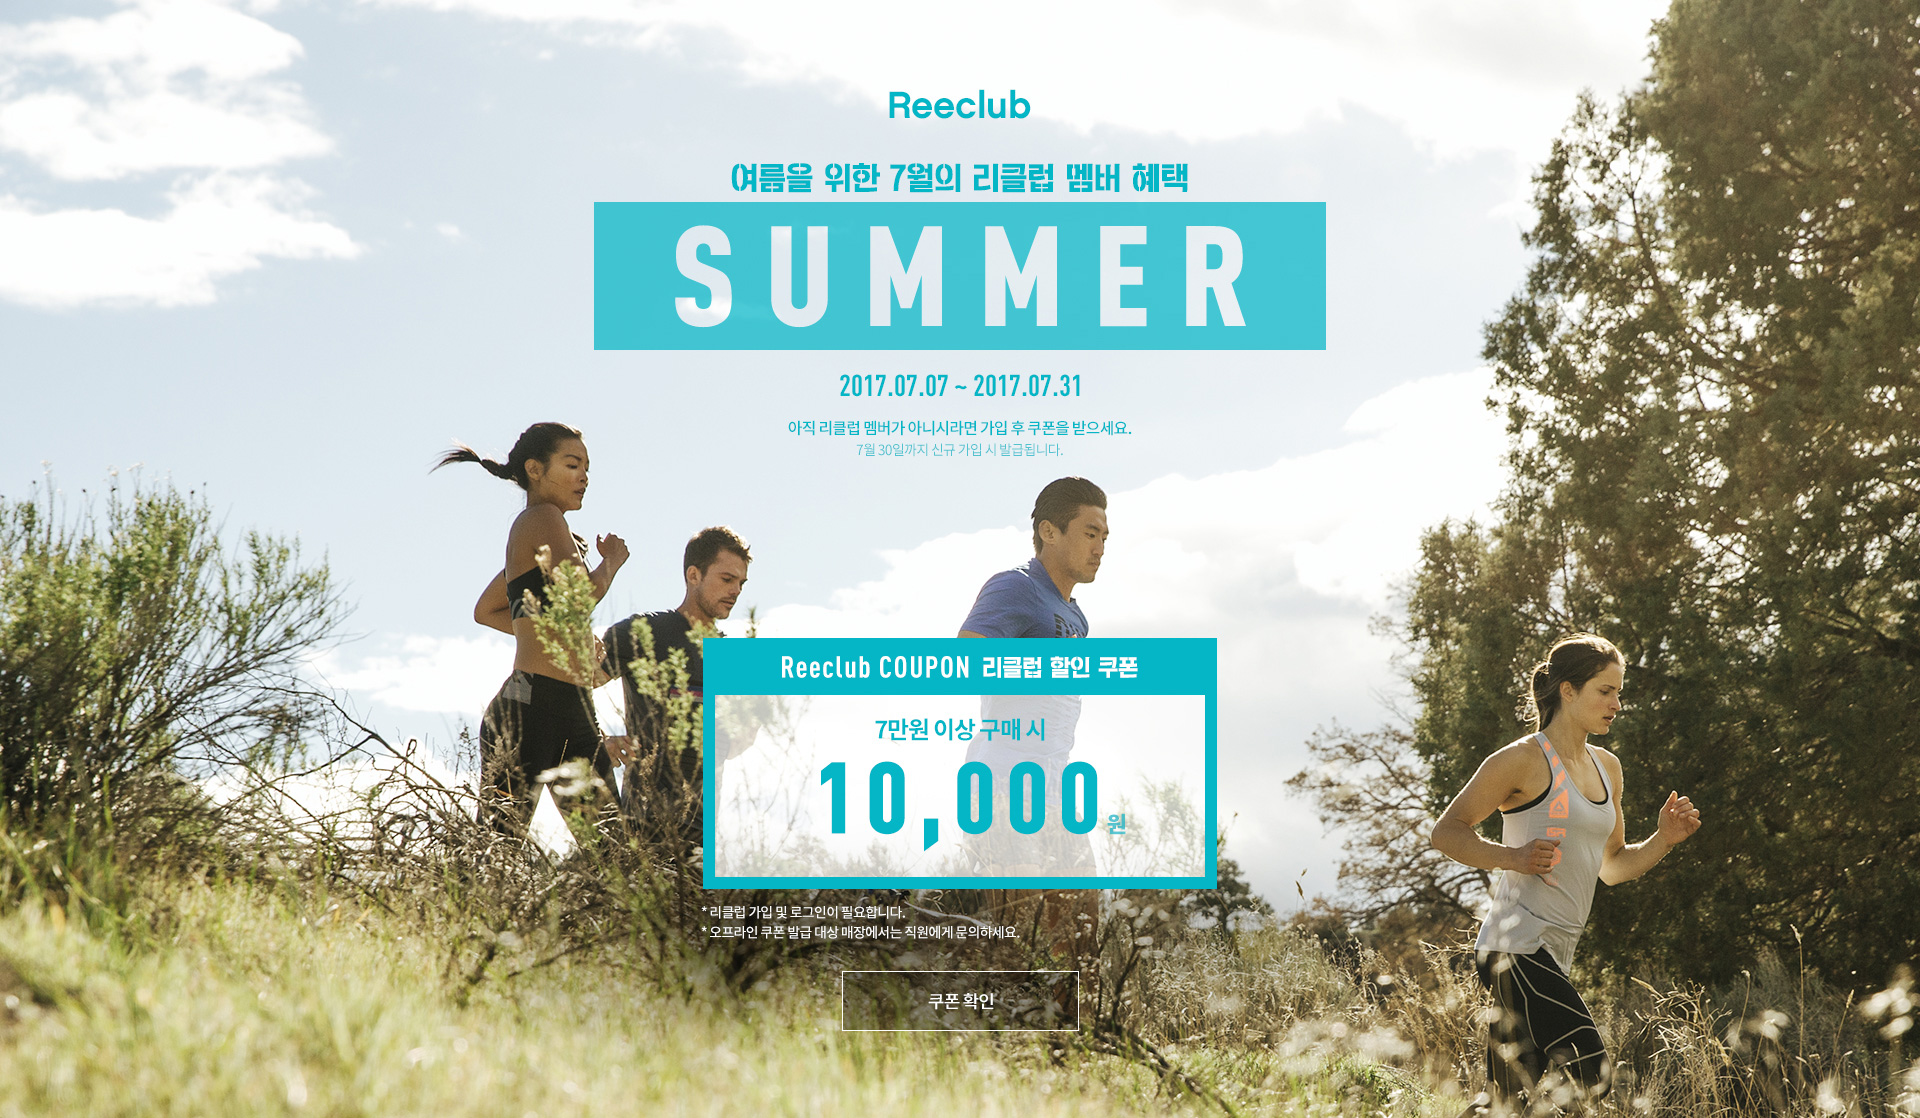 Reeclub
여름을 위한 7월의 리클럽 멤버 혜택
SUMMER
2017.07.07 ~ 2017.07.31
아직 리클럽 멤버가 아니시라면 가입 후 쿠폰을 받으세요.
7월 30일까지 신규 가입 시 발급됩니다.
Reeclub COUPON 리클럽 할인 쿠폰
7만원 이상 구매 시
10,000원
* 리클럽 가입 및 로그인이 필요합니다.
* 오프라인 쿠폰 발급 대상 매장에서는 직원에게 문의하세요.
쿠폰 확인